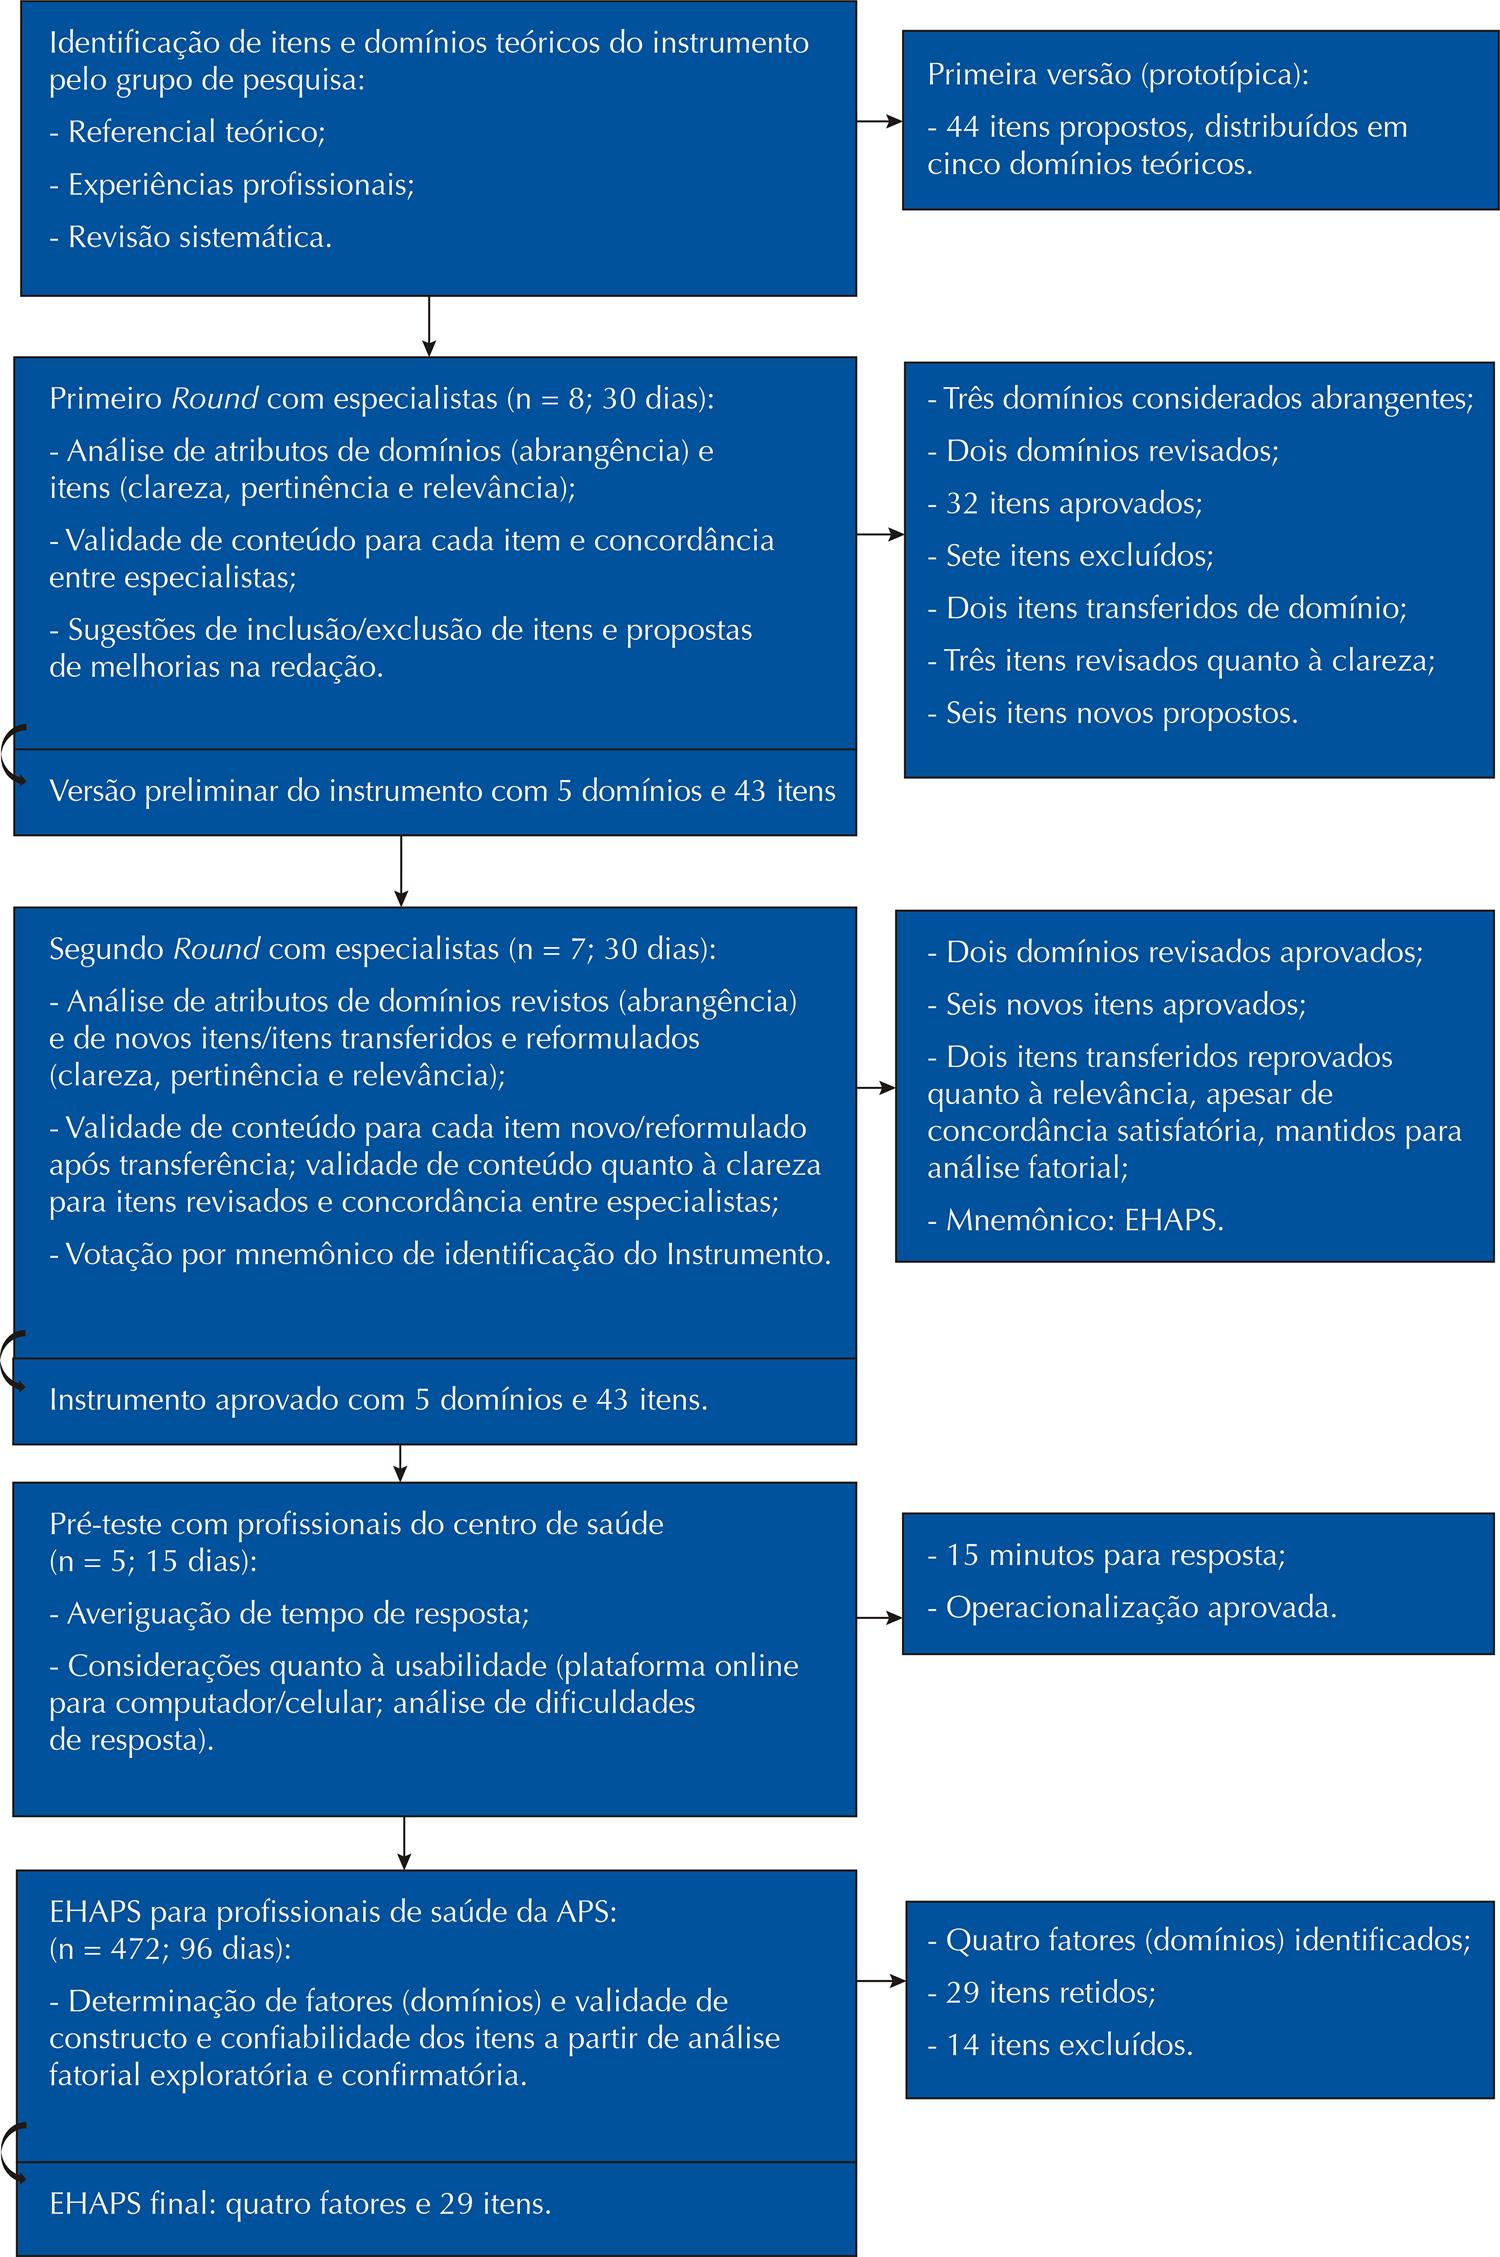 Identificação de itens e domínios teóricos do instrumento
pelo grupo de pesquisa:
- Referencial teórico;
- Experiências profissionais;
- Revisão sistemática.
Primeira versão (prototípica):
- 44 itens propostos, distribuídos em
cinco domínios teóricos.
Primeiro Round com especialistas (n = 8; 30 dias):
- Análise de atributos de domínios (abrangência) e
itens (clareza, pertinência e relevância);
- Validade de conteúdo para cada item e concordância
entre especialistas;
- Sugestões de inclusão/exclusão de itens e propostas
de melhorias na redação.
Versão preliminar do instrumento com 5 domínios e 43 itens
- Três domínios considerados abrangentes;
- Dois domínios revisados;
- 32 itens aprovados;
- Sete itens excluídos;
- Dois itens transferidos de domínio;
- Três itens revisados quanto à clareza;
- Seis itens novos propostos.
Segundo Round com especialistas (n = 7; 30 dias):
- Análise de atributos de domínios revistos (abrangência)
e de novos itens/itens transferidos e reformulados
(clareza, pertinência e relevância);
- Validade de conteúdo para cada item novo/reformulado
após transferência; validade de conteúdo quanto à clareza
para itens revisados e concordância entre especialistas;
- Votação por mnemônico de identificação do Instrumento.
Instrumento aprovado com 5 domínios e 43 itens.
- Dois domínios revisados aprovados;
- Seis novos itens aprovados;
- Dois itens transferidos reprovados
quanto à relevância, apesar de
concordância satisfatória, mantidos para
análise fatorial;
- Mnemônico: EHAPS.
Pré-teste com profissionais do centro de saúde
(n = 5; 15 dias):
- Averiguação de tempo de resposta;
- Considerações quanto à usabilidade (plataforma online
para computador/celular; análise de dificuldades
de resposta).
- 15 minutos para resposta;
- Operacionalização aprovada.
EHAPS para profissionais de saúde da APS:
(n = 472; 96 dias):
- Determinação de fatores (domínios) e validade de
constructo e confiabilidade dos itens a partir de análise
fatorial exploratória e confirmatória.
EHAPS final: quatro fatores e 29 itens.
- Quatro fatores (domínios) identificados;
- 29 itens retidos;
- 14 itens excluídos.